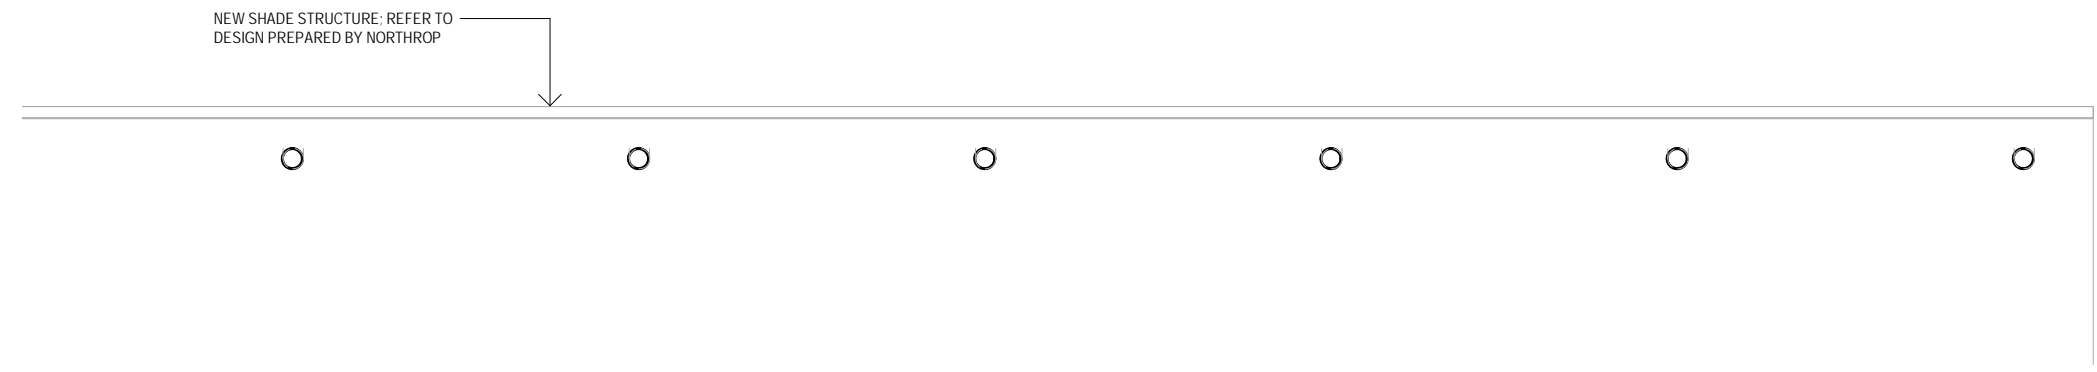 NEW SHADE STRUCTURE; REFER TO
DESIGN PREPARED BY NORTHROP